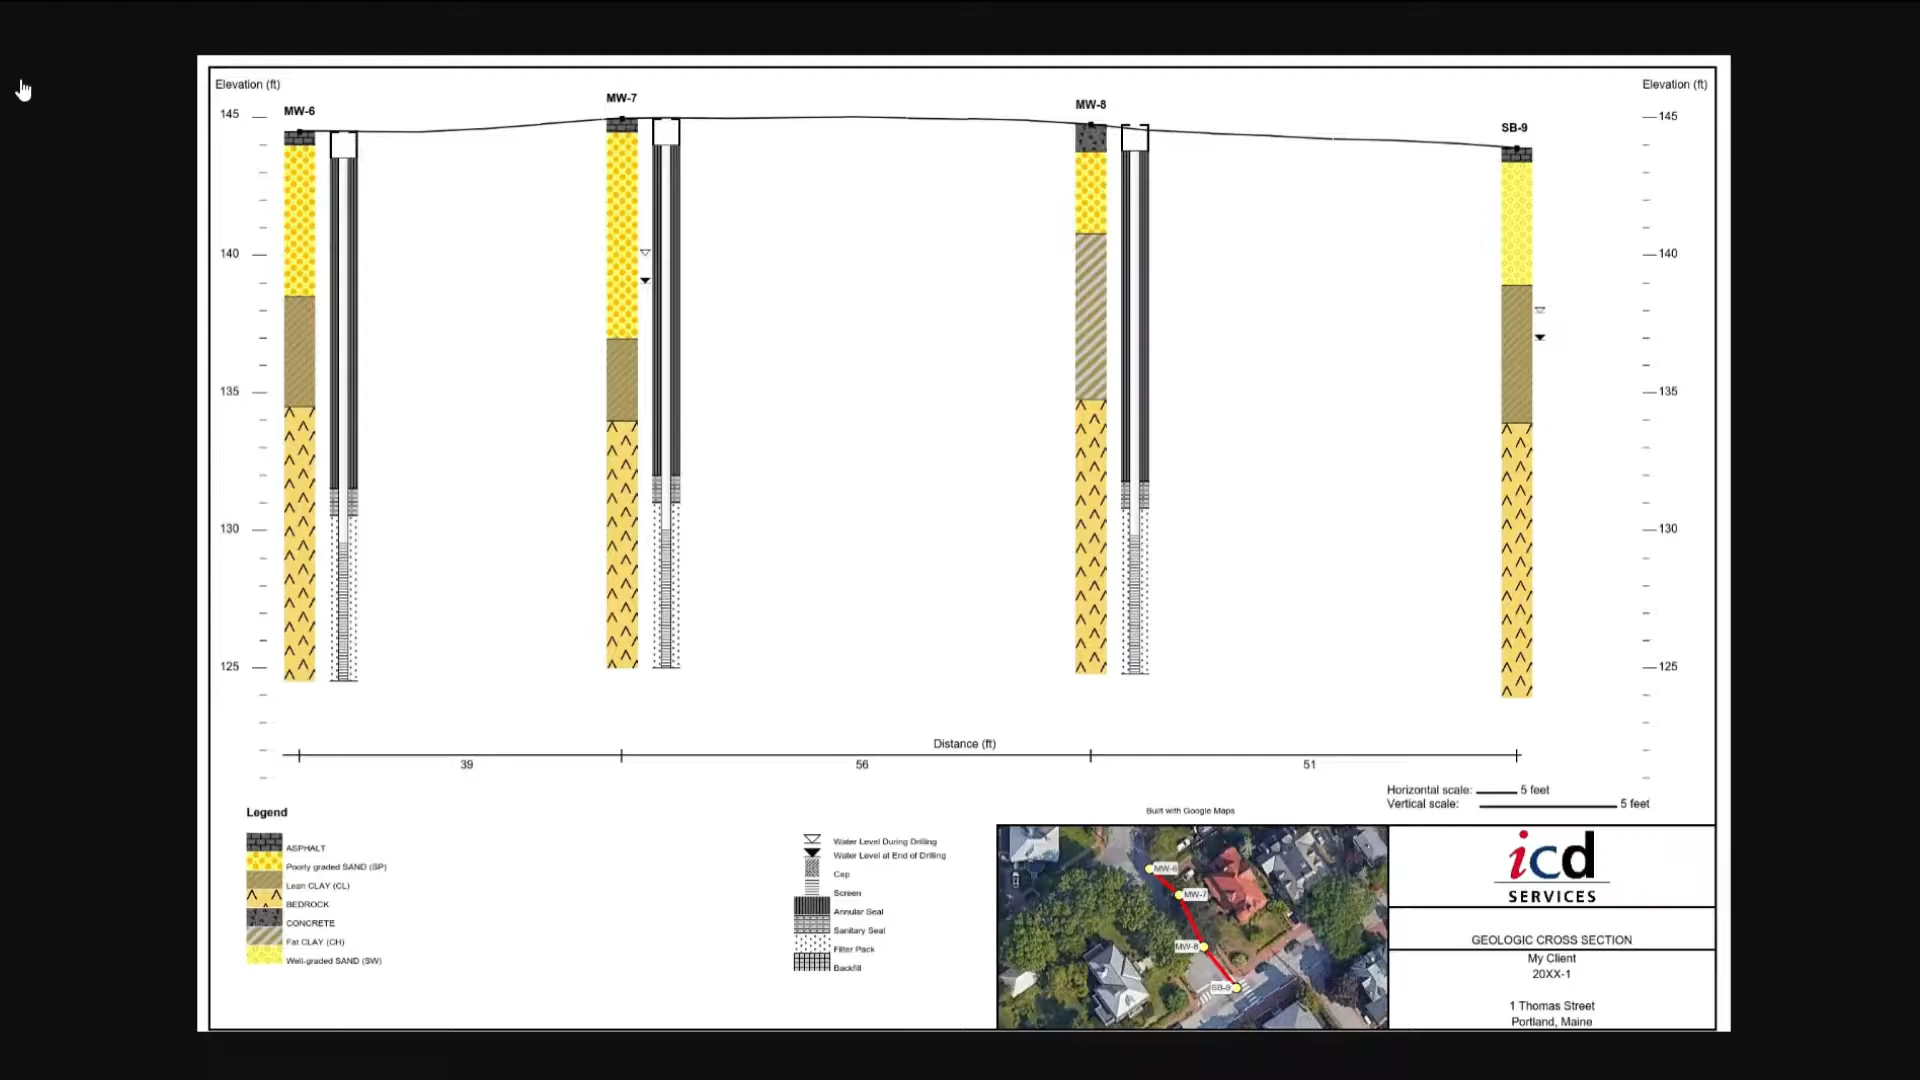 Elevation (ft)
Elevation (ft)
MW-6
MW-7
MW-8
SB-9
145
145
140
140
135
135
130
130
125
125
Distance (ft)
39
56
51
Horizontal scale: 5 feet
Vertical scale: 5 feet
Legend
ASPHALT
Poorly graded SAND (SP)
Lean CLAY (CL)
BEDROCK
CONCRETE
Fat CLAY (CH)
Well-graded SAND (SW)
Water Level During Drilling
Water Level at End of Drilling
Cap
Screen
Annular Seal
Sanitary Seal
Filter Pack
Backfill
Built with Google Maps
MW-6
MW-7
MW-8
SB-9
icd
SERVICES
GEOLOGIC CROSS SECTION
My Client
20XX-1
1 Thomas Street
Portland, Maine